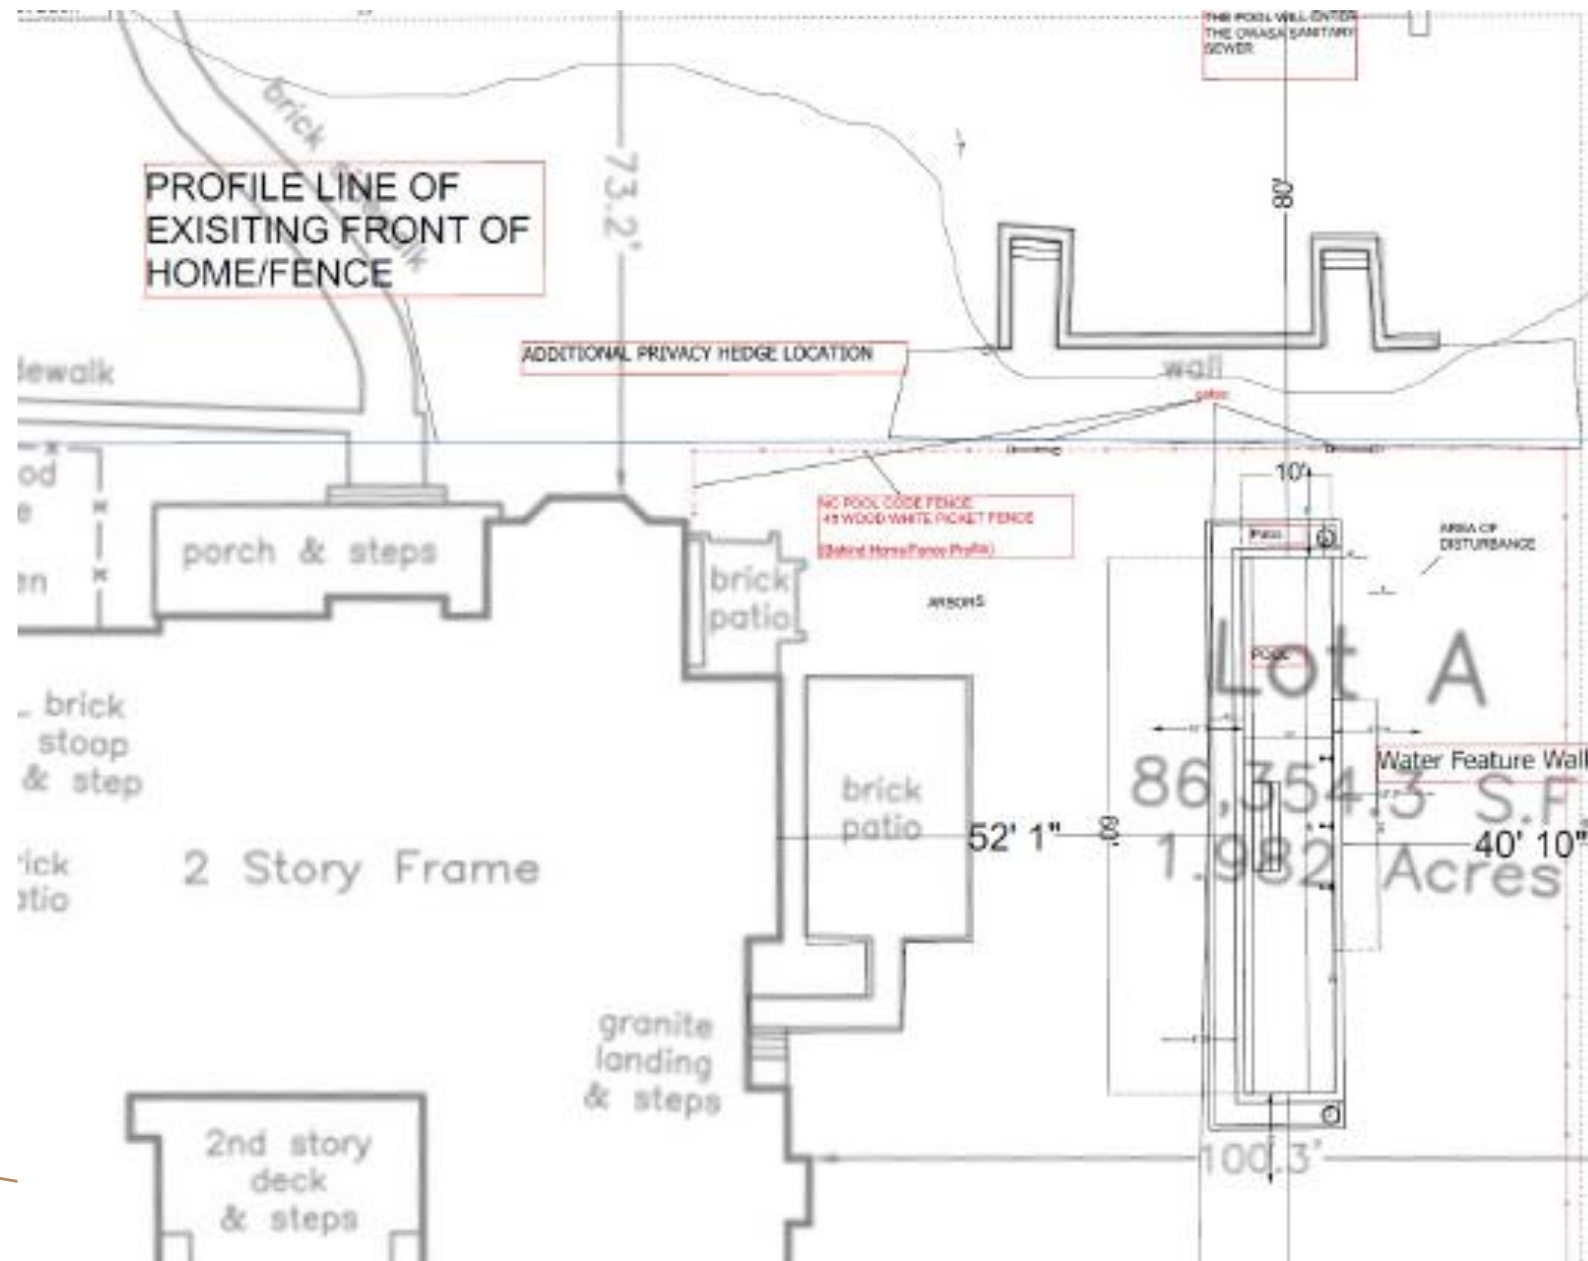 THE POOL WILL ENTER
THE OWASA SANITARY
SEWER
brick
PROFILE LINE OF
EXISITING FRONT OF
HOME/FENCE
73.2'
80'
ADDITIONAL PRIVACY HEDGE LOCATION
wall
gates
10'
NC POOL CODE FENCE
4ft WOOD WHITE PICKET FENCE
(Behind Home/Fence Profile)
AREA OF
DISTURBANCE
porch & steps
brick
patio
ARBORS
Patio
POOL
Lot A
86,354.3 S.F
1.982 Acres
Water Feature Wall
brick
stoop
& step
brick
patio
52' 1"
60'
40' 10"
2 Story Frame
granite
landing
& steps
2nd story
deck
& steps
100.3'